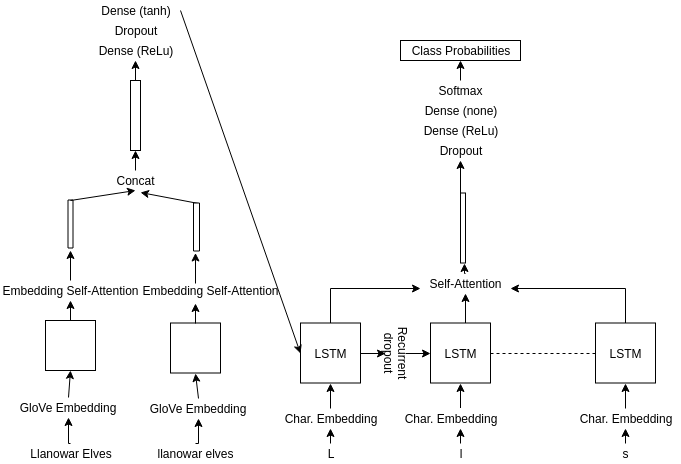 Dense (tanh)
Dropout
Dense (ReLu)
Concat
Embedding Self-Attention
Embedding Self-Attention
GloVe Embedding
GloVe Embedding
Llanowar Elves
llanowar elves
Class Probabilities
Softmax
Dense (none)
Dense (ReLu)
Dropout
Self-Attention
LSTM
Recurrent
dropout
LSTM
LSTM
Char. Embedding
Char. Embedding
Char. Embedding
L
l
s